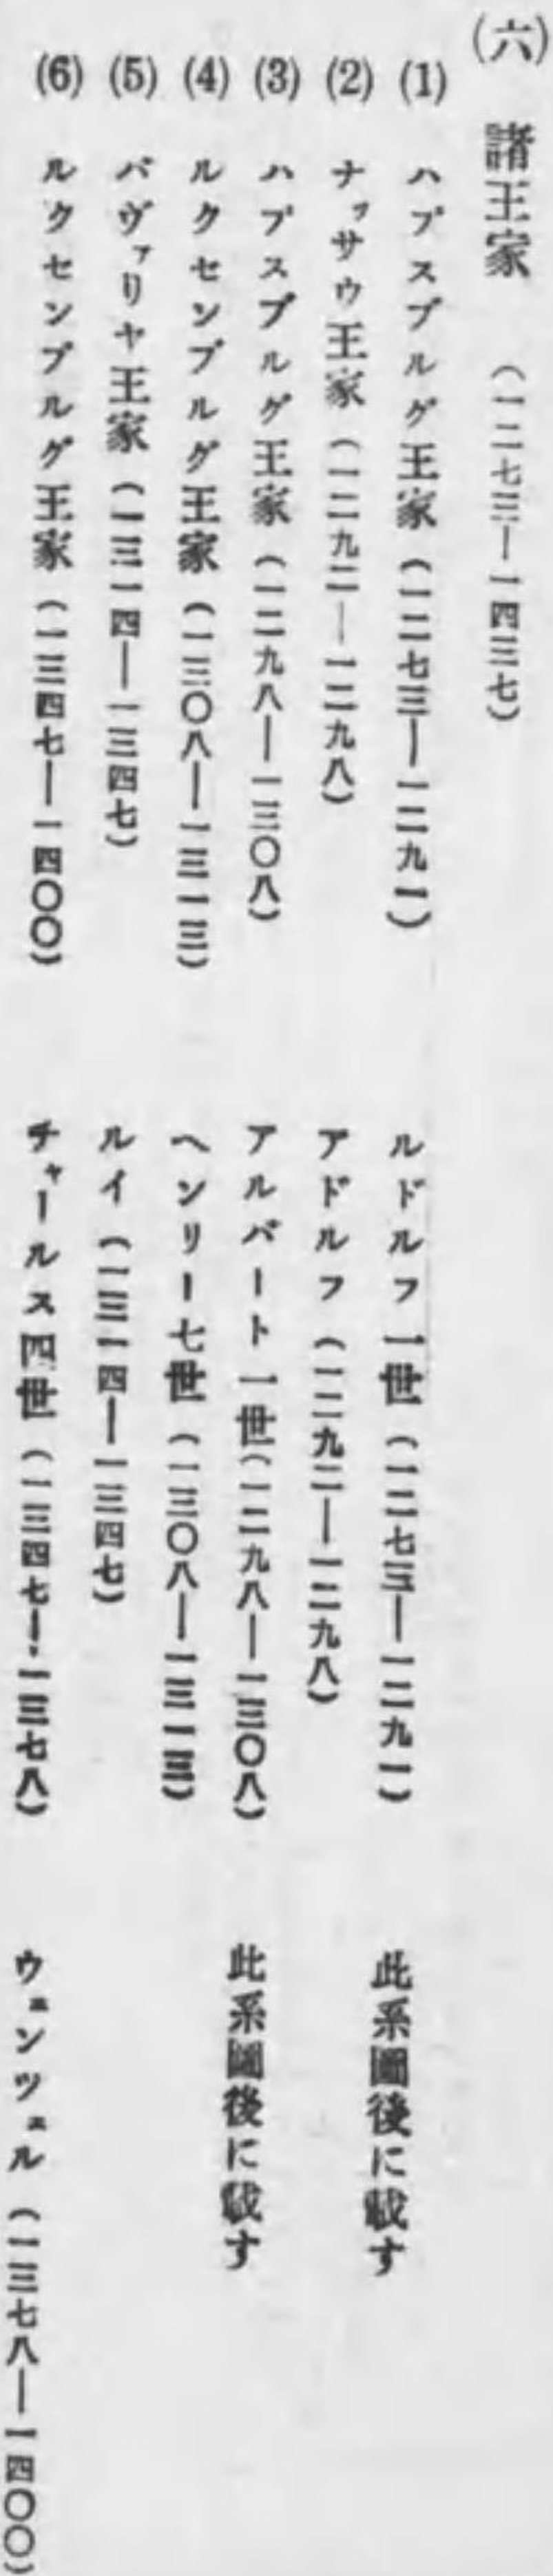 (六) 諸王家 (一二七三—一四三七)
(1) ハプスブルグ王家 (一二七三—一二九一) ルドルフ一世 (一二七三—一二九一) 此系圖後に載す
(2) ナッサウ王家 (一二九二—一二九八) アドルフ (一二九二—一二九八)
(3) ハプスブルグ王家 (一二九八—一三〇八) アルバート一世 (一二九八—一三〇八) 此系圖後に載す
(4) ルクセンブルグ王家 (一三〇八—一三一三) ヘンリー七世 (一三〇八—一三一三)
(5) バヴァリヤ王家 (一三一四—一三四七) ルイ (一三一四—一三四七)
(6) ルクセンブルグ王家 (一三四七—一四〇〇) チャールス四世 (一三四七—一三七八) ウェンツェル (一三七八—一四〇〇)